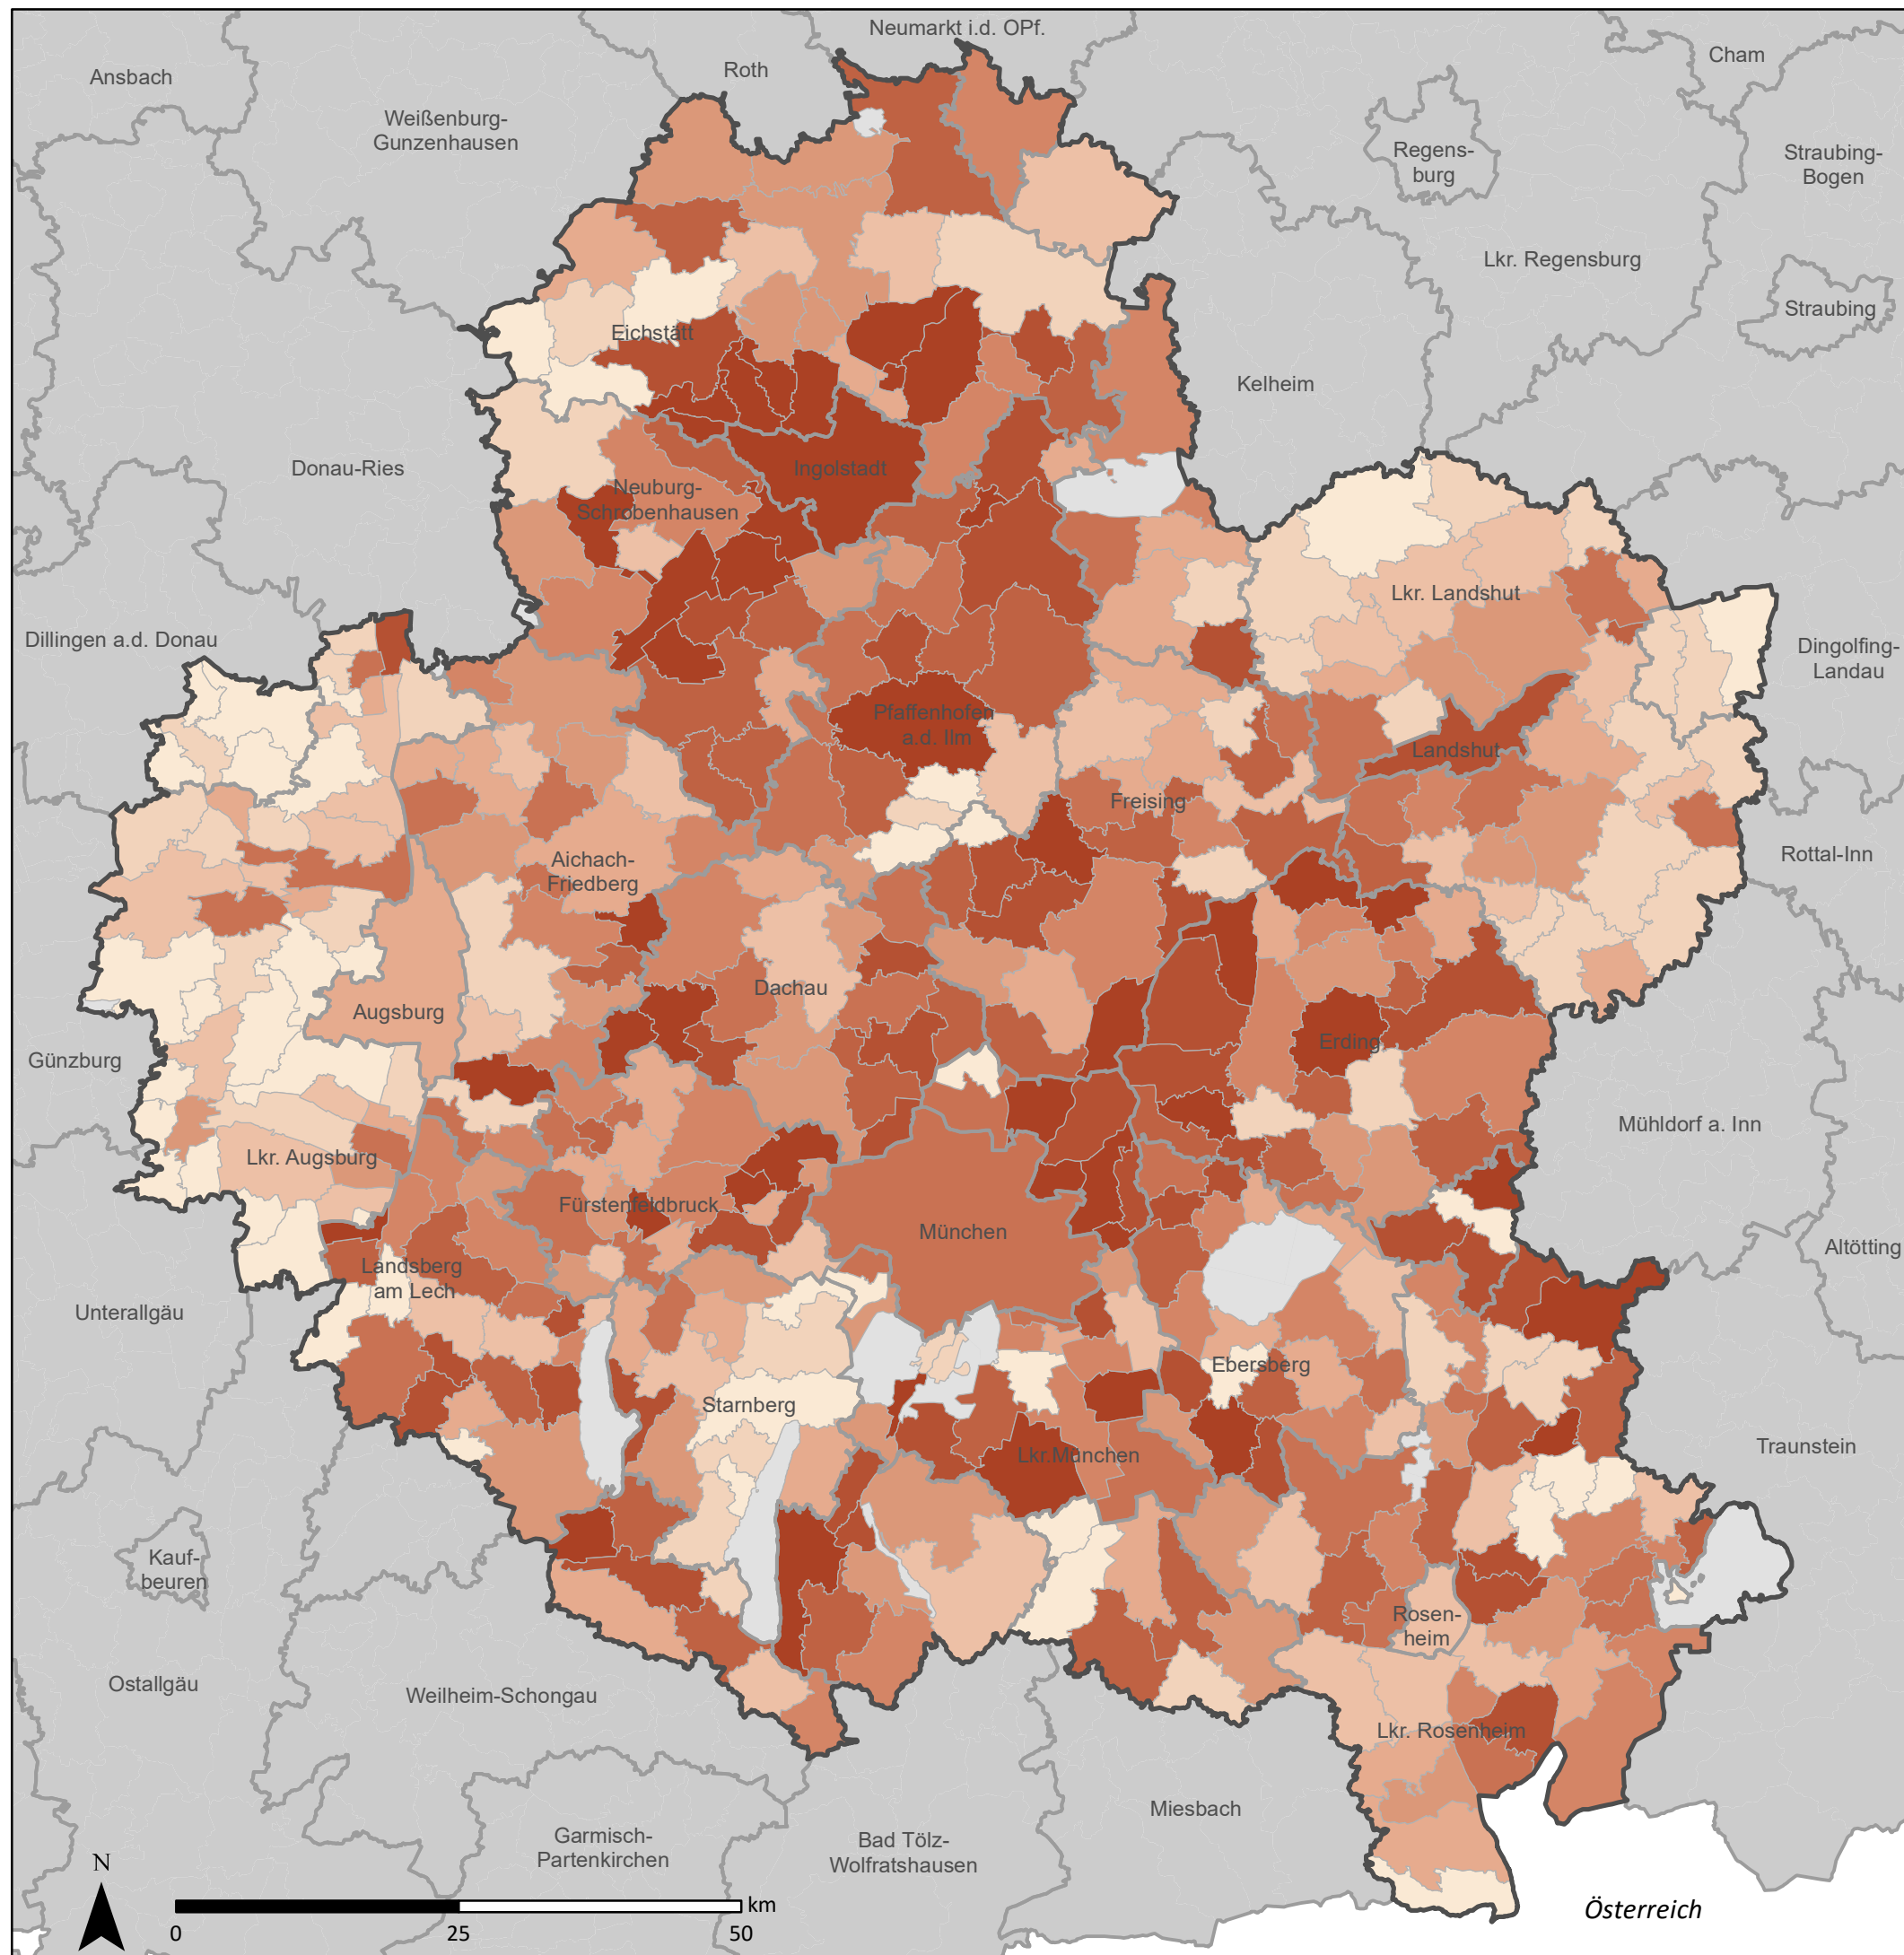 Neumarkt i.d. OPf.
Cham
Roth
Ansbach
Weißenburg-
Gunzenhausen
Regens-
burg
Straubing-
Bogen
Lkr. Regensburg
Straubing
Eichstätt
Kelheim
Donau-Ries
Ingolstadt
Neuburg-
Schrobenhausen
Lkr. Landshut
Dillingen a.d. Donau
Dingolfing-
Landau
Pfaffenhofen
a.d. Ilm
Landshut
Freising
Aichach-
Friedberg
Rottal-Inn
Dachau
Augsburg
Erding
Günzburg
Mühldorf a. Inn
Lkr. Augsburg
Fürstenfeldbruck
München
Altötting
Landsberg
am Lech
Unterallgäu
Ebersberg
Starnberg
Lkr.München
Traunstein
Kauf-
beuren
Rosen-
heim
Ostallgäu
Weilheim-Schongau
Lkr. Rosenheim
Miesbach
Garmisch-
Partenkirchen
Bad Tölz-
Wolfratshausen
N
km
0
25
50
Österreich